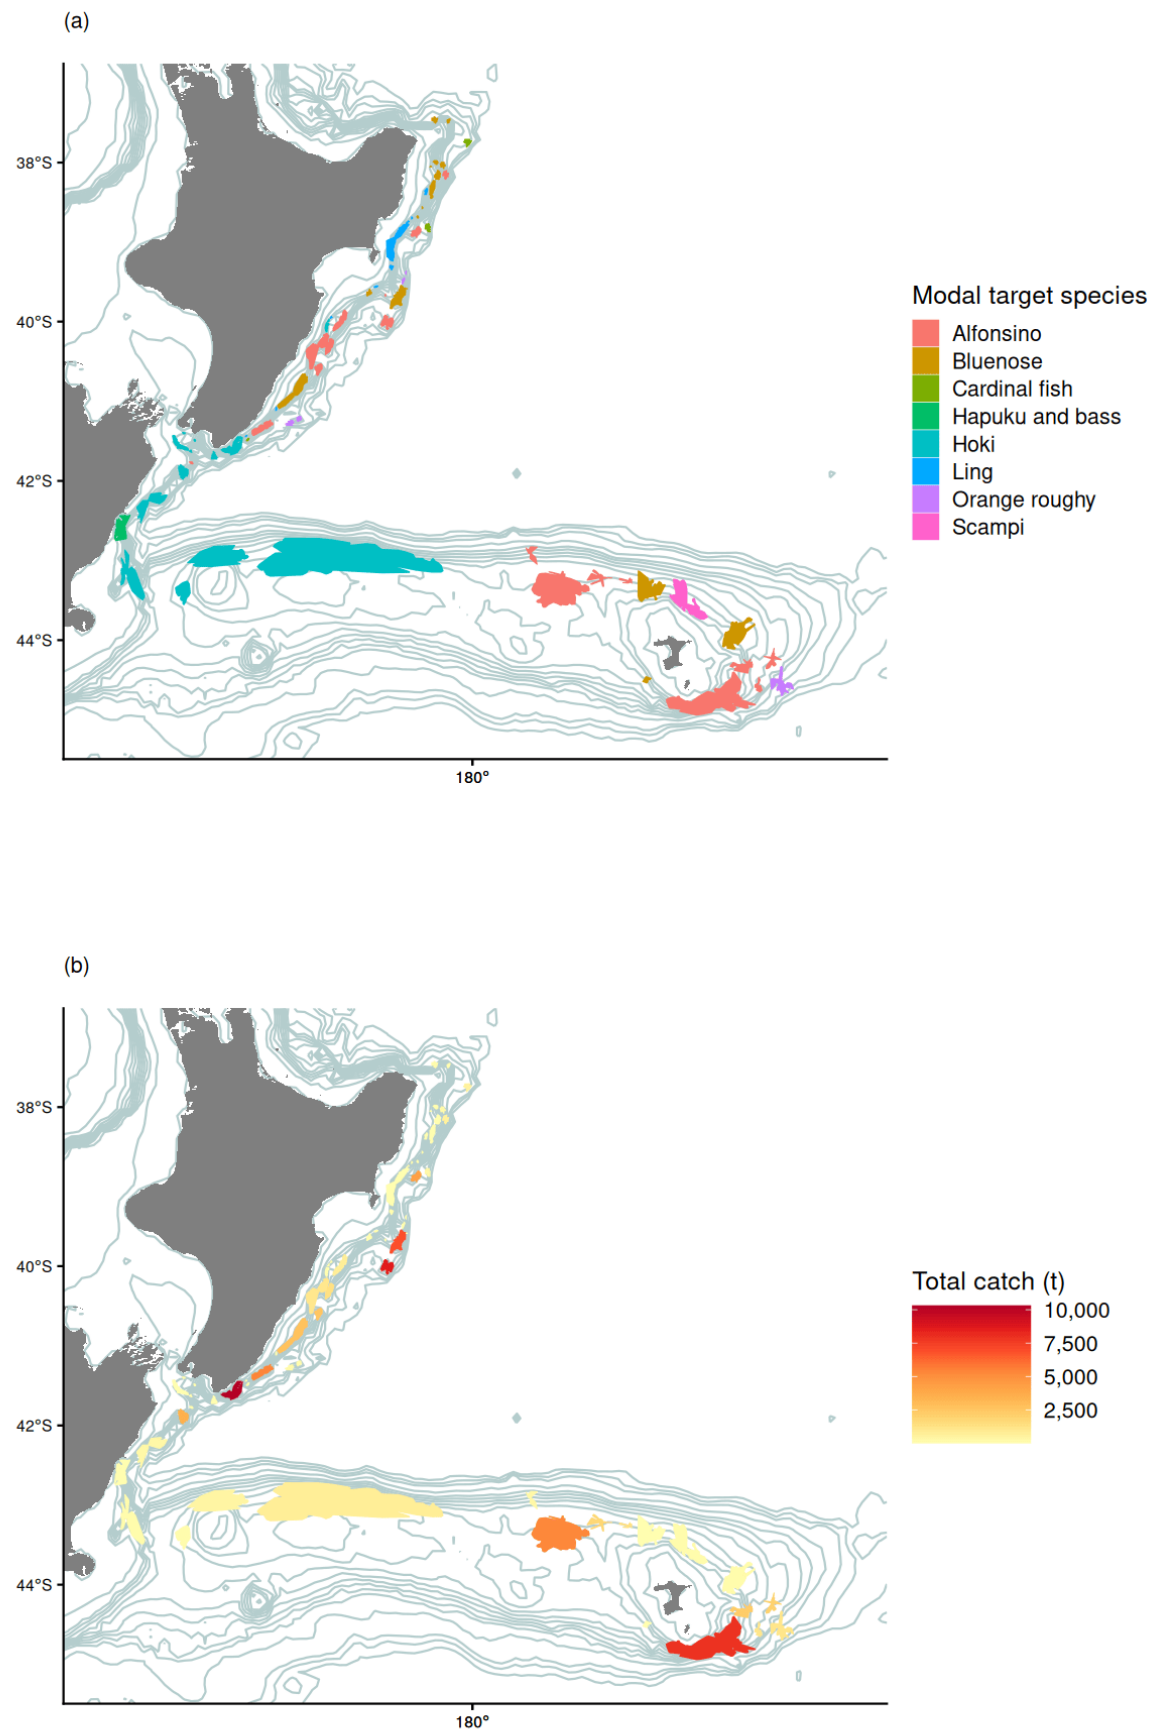 (a)
38°S
40°S
42°S
44°S
180°
Modal target species
Alfonsino
Bluenose
Cardinal fish
Hapuku and bass
Hoki
Ling
Orange roughy
Scampi
(b)
38°S
40°S
42°S
44°S
180°
Total catch (t)
10,000
7,500
5,000
2,500